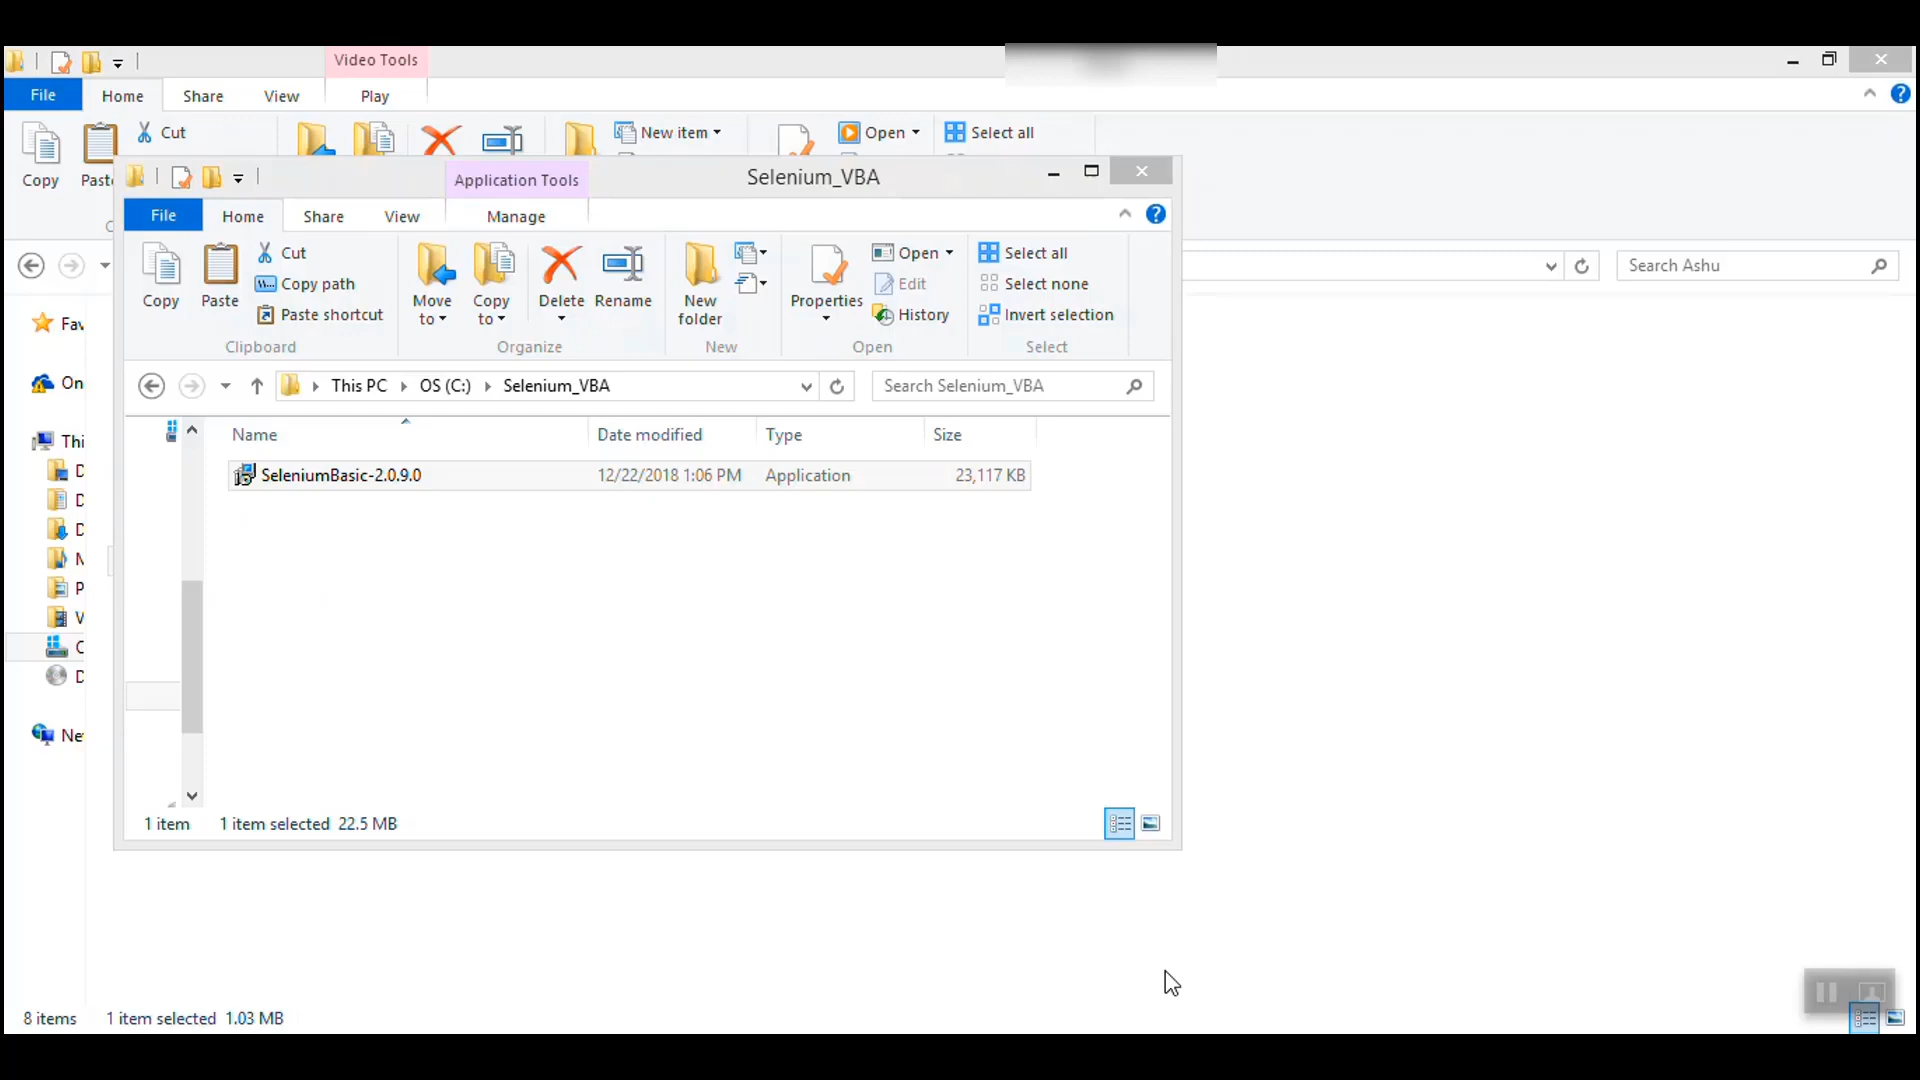 Video Tools
File Home Share View Play
Cut New item Open Select all
Copy
Application Tools Selenium_VBA
File Home Share View Manage
Copy Paste Cut Copy path Paste shortcut
Move to Copy to Delete Rename
New folder
Properties Open Edit History
Select all Select none Invert selection
Clipboard Organize New Open Select
This PC OS (C:) Selenium_VBA Search Selenium_VBA
Search Ashu
Name Date modified Type Size
SeleniumBasic-2.0.9.0 12/22/2018 1:06 PM Application 23,117 KB
1 item 1 item selected 22.5 MB
8 items 1 item selected 1.03 MB